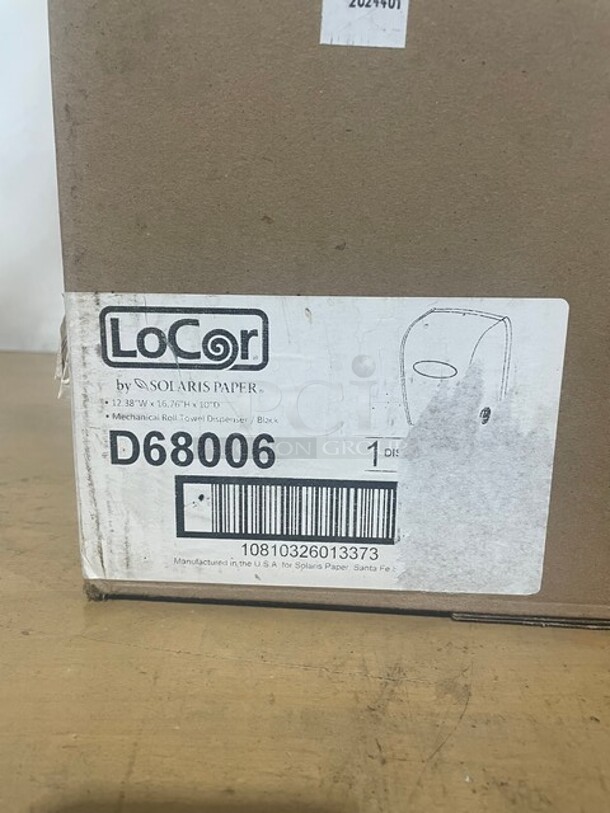 2024401
LoCor
by SOLARIS PAPER
• 12.38"W x 16.76"H x 10"D
• Mechanical Roll Towel Dispenser / Black
D68006
1 DIS
10810326013373
Manufactured in the U.S.A. for Solaris Paper, Santa Fe